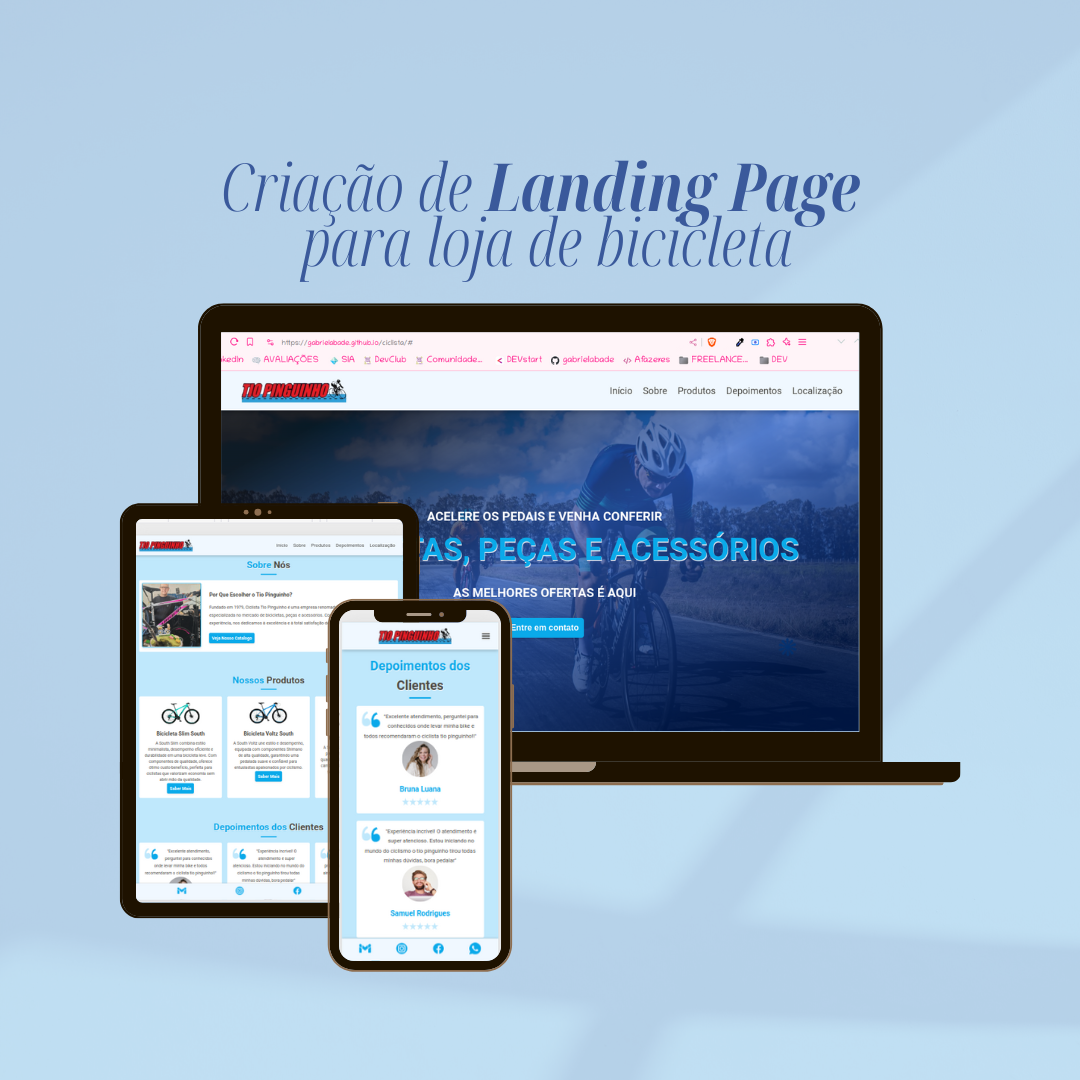 Criação de Landing Page
para loja de bicicleta
https://gabrielabade.github.io/ciclista/#
kedIn AVALIAÇÕES SIA DevClub Comunidade... DEVstart gabrielabade Afazeres FREELANCE... DEV
TIO PINGUINHO
Início Sobre Produtos Depoimentos Localização
ACELERE OS PEDAIS E VENHA CONFERIR
TAS, PEÇAS E ACESSÓRIOS
AS MELHORES OFERTAS É AQUI
Entre em contato
TIO PINGUINHO
Início Sobre Produtos Depoimentos Localização
Sobre Nós
Por Que Escolher o Tio Pinguinho?
Fundado em 1979, Ciclista Tio Pinguinho é uma empresa renomada
especializada no mercado de bicicletas, peças e acessórios. Co
experiência, nos dedicamos à excelência e à total satisfação d
Veja Nosso Catálogo
Nossos Produtos
Bicicleta Slim South
A South Slim combina estilo
minimalista, desempenho eficiente e
durabilidade em uma bicicleta leve. Com
componentes de qualidade, oferece
ótimo custo-benefício, perfeita para
ciclistas que valorizam economia sem
abrir mão da qualidade.
Saber Mais
Bicicleta Voltz South
A South Voltz une estilo e desempenho,
equipada com componentes Shimano
de alta qualidade, garantindo uma
pedalada suave e confiável para
entusiastas apaixonados por ciclismo.
Saber Mais
Depoimentos dos Clientes
"Excelente atendimento,
perguntei para conhecidos
onde levar minha bike e todos
recomendaram o ciclista tio pinguinho!"
"Experiência Incrível! O
atendimento é super
atencioso. Estou iniciando no mundo do
ciclismo e tio pinguinho tirou todas
minhas dúvidas, bora pedalar"
TIO PINGUINHO
Depoimentos dos
Clientes
"Excelente atendimento, perguntei para
conhecidos onde levar minha bike e
todos recomendaram o ciclista tio pinguinho!"
Bruna Luana
"Experiência Incrível! O atendimento é
super atencioso. Estou iniciando no
mundo do ciclismo e tio pinguinho tirou todas
minhas dúvidas, bora pedalar"
Samuel Rodrigues